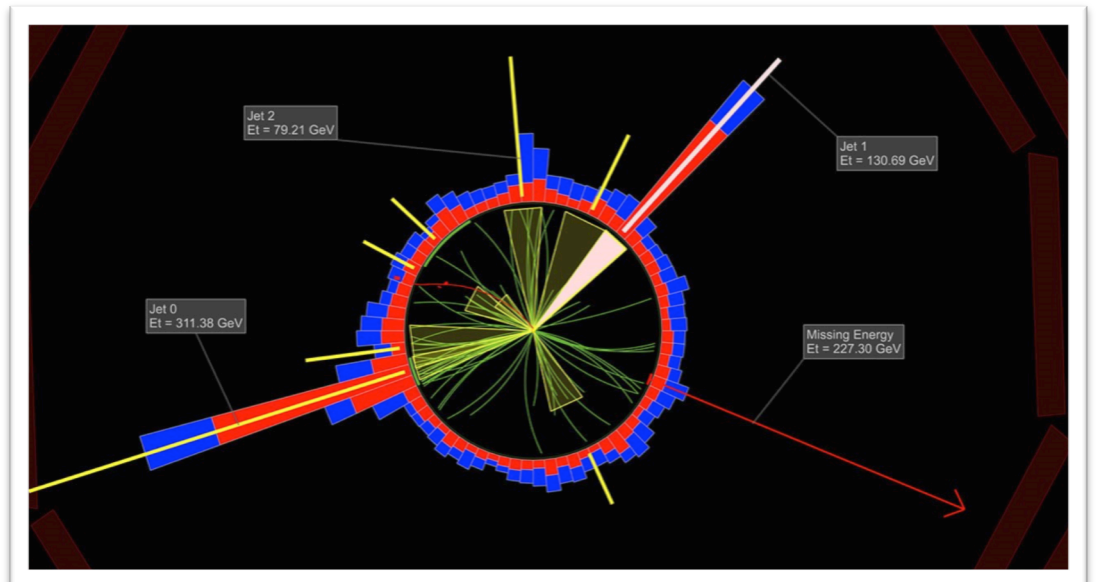 Jet 2
Et = 79.21 GeV
Jet 1
Et = 130.69 GeV
Jet 0
Et = 311.38 GeV
Missing Energy
Et = 227.30 GeV